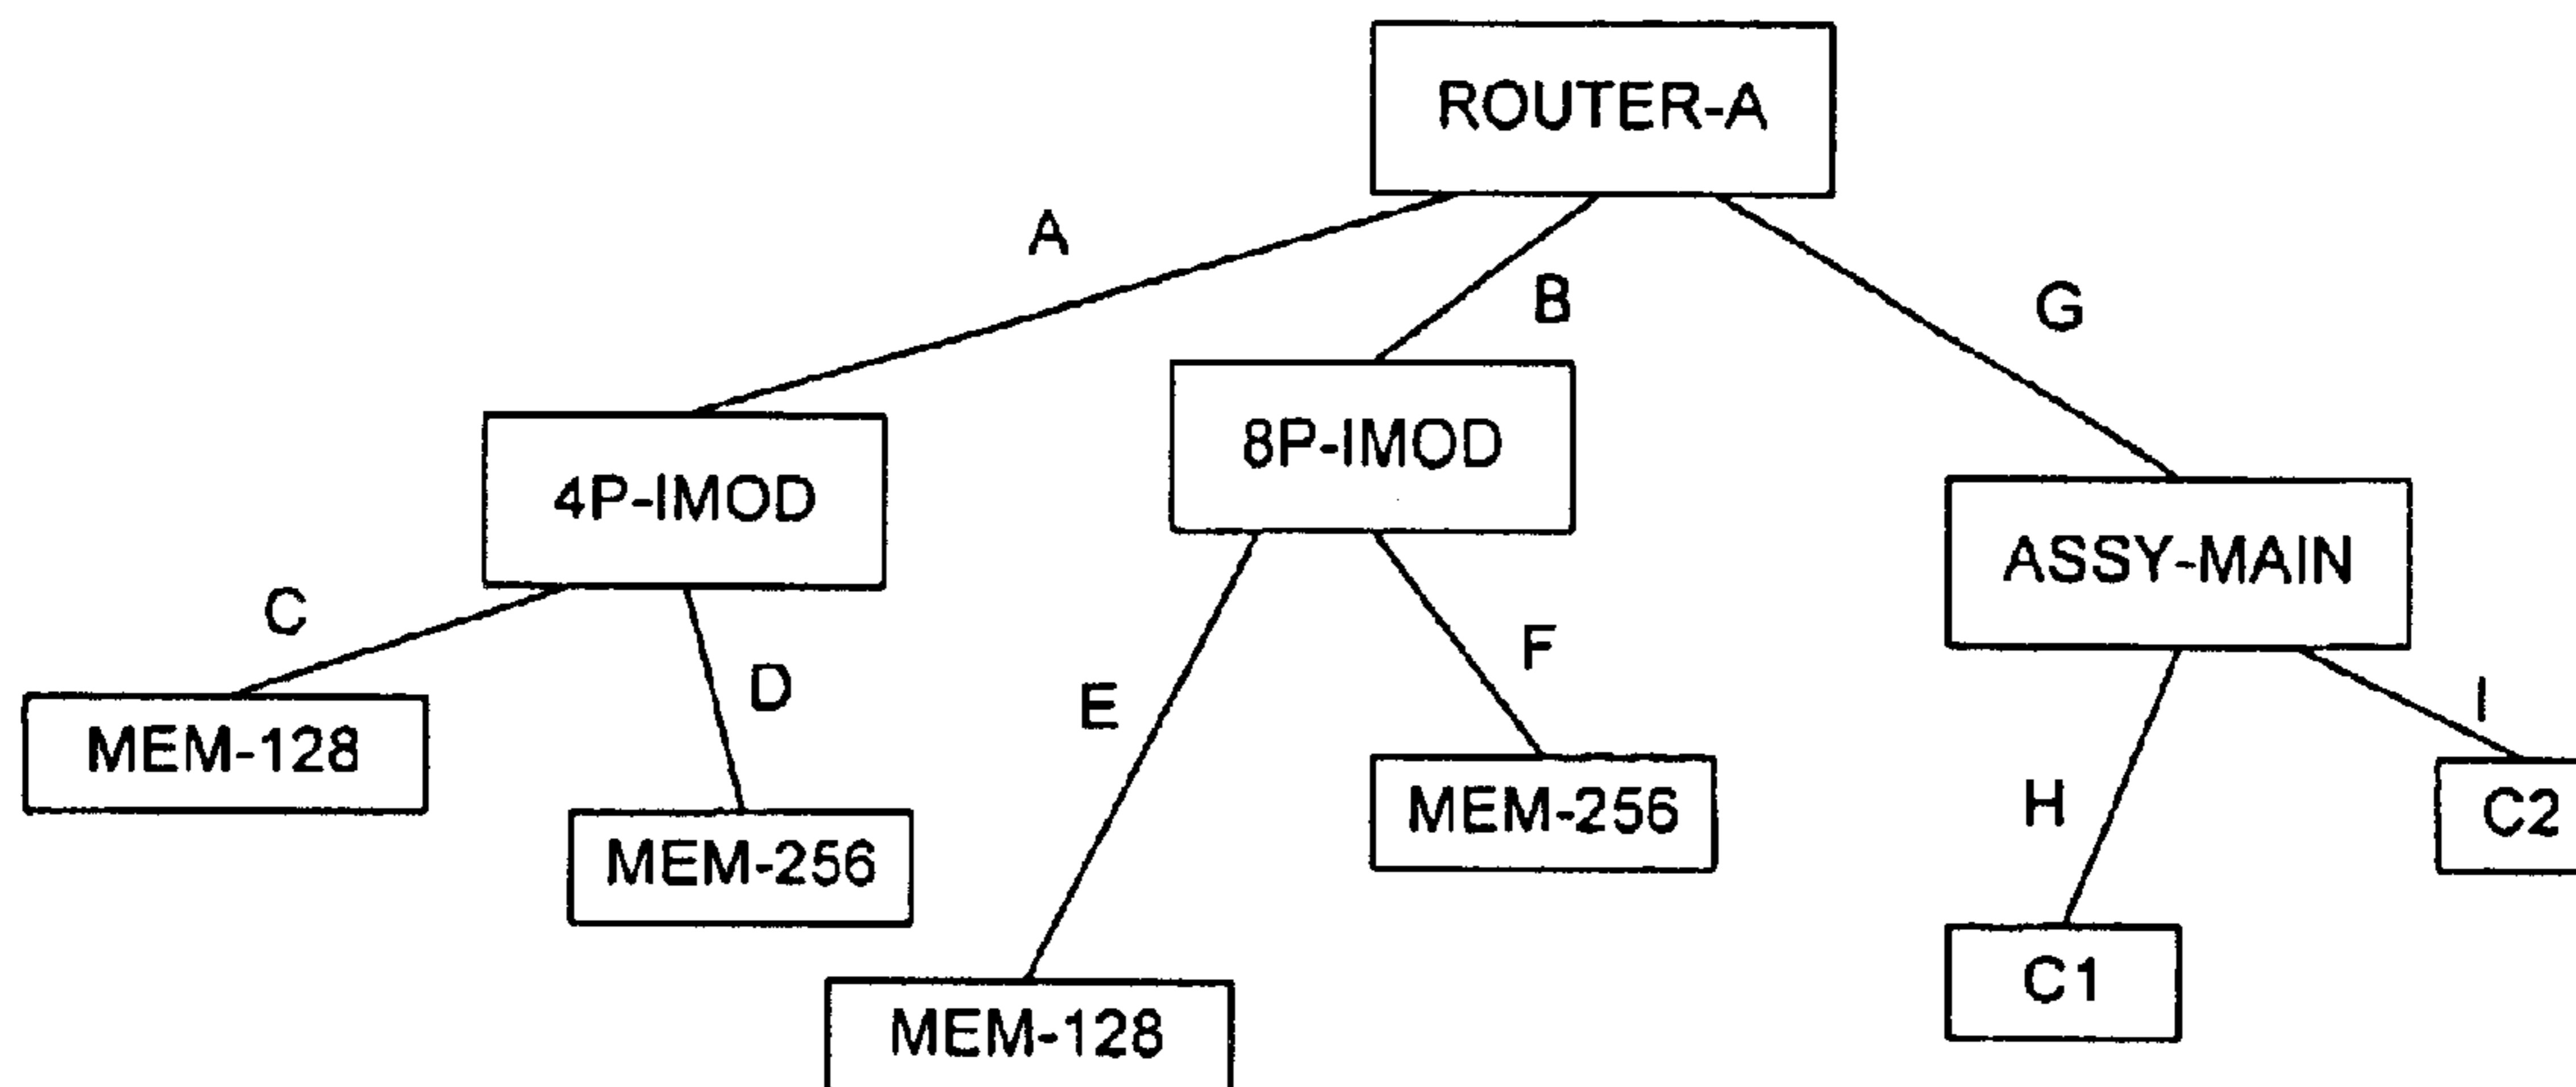 ROUTER-A
A
B
G
8P-IMOD
4P-IMOD
ASSY-MAIN
C
D
E
F
I
H
MEM-128
MEM-256
MEM-256
C2
C1
MEM-128